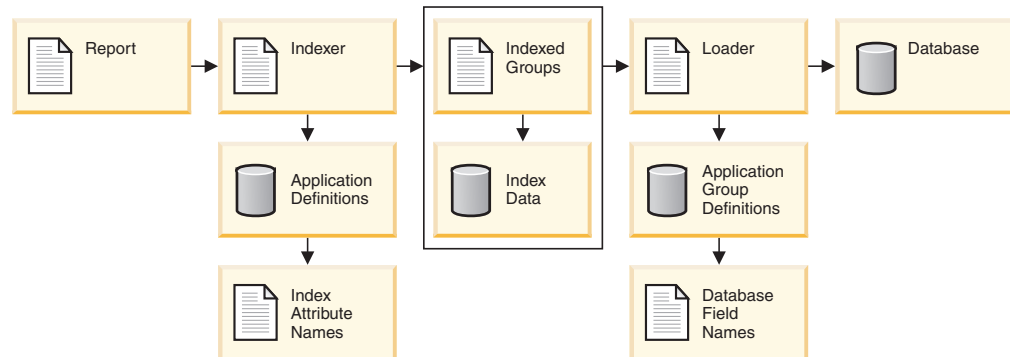 Report
Indexer
Indexed
Groups
Loader
Database
Application
Definitions
Index
Data
Application
Group
Definitions
Index
Attribute
Names
Database
Field
Names